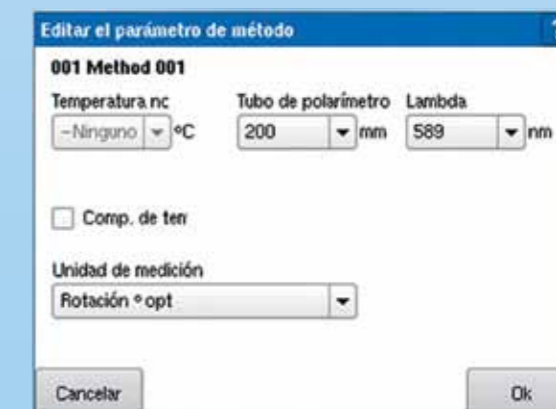 Editar el parámetro de método ?
001 Method 001
Temperatura nc Tubo de polarímetro Lambda
-Ninguno °C 200 mm 589 nm
Comp. de ten
Unidad de medición
Rotación ° opt
Cancelar Ok